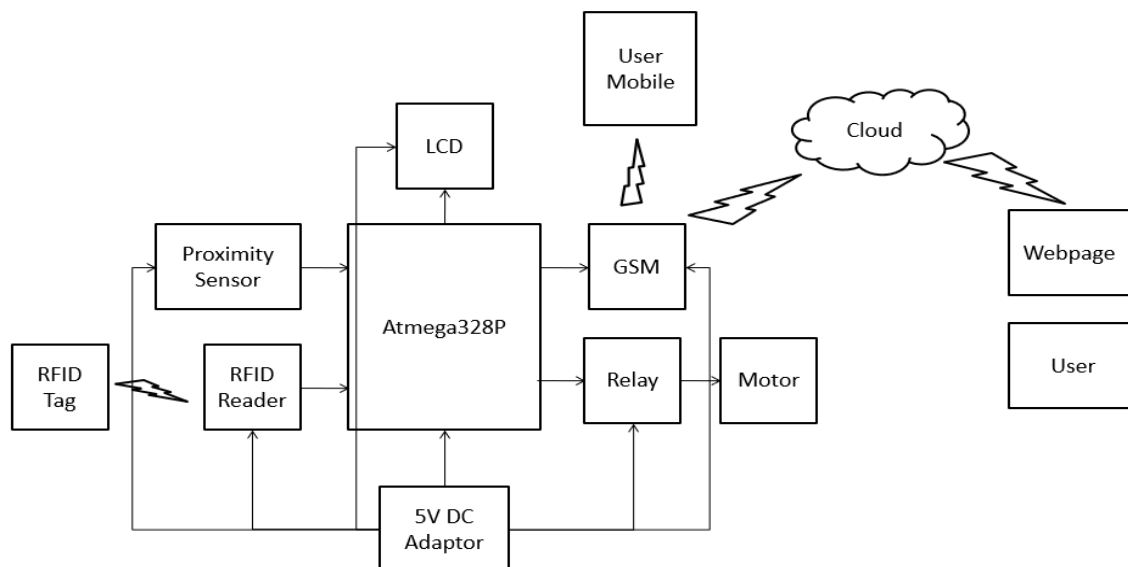 User
Mobile
Cloud
LCD
Proximity
Sensor
GSM
Webpage
Atmega328P
RFID
Tag
RFID
Reader
Relay
Motor
User
5V DC
Adaptor